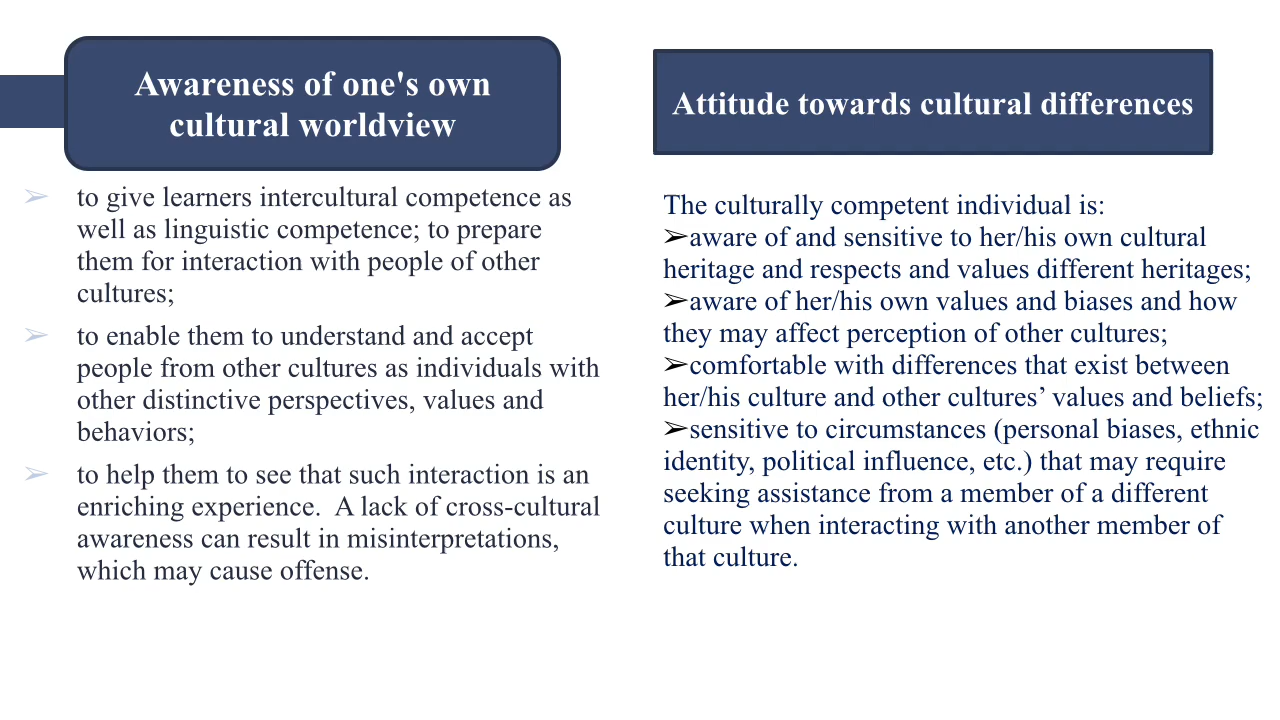 Awareness of one's own
cultural worldview
➢ to give learners intercultural competence as
well as linguistic competence; to prepare
them for interaction with people of other
cultures;
➢ to enable them to understand and accept
people from other cultures as individuals with
other distinctive perspectives, values and
behaviors;
➢ to help them to see that such interaction is an
enriching experience.  A lack of cross-cultural
awareness can result in misinterpretations,
which may cause offense.
Attitude towards cultural differences
The culturally competent individual is:
➢aware of and sensitive to her/his own cultural
heritage and respects and values different heritages;
➢aware of her/his own values and biases and how
they may affect perception of other cultures;
➢comfortable with differences that exist between
her/his culture and other cultures’ values and beliefs;
➢sensitive to circumstances (personal biases, ethnic
identity, political influence, etc.) that may require
seeking assistance from a member of a different
culture when interacting with another member of
that culture.